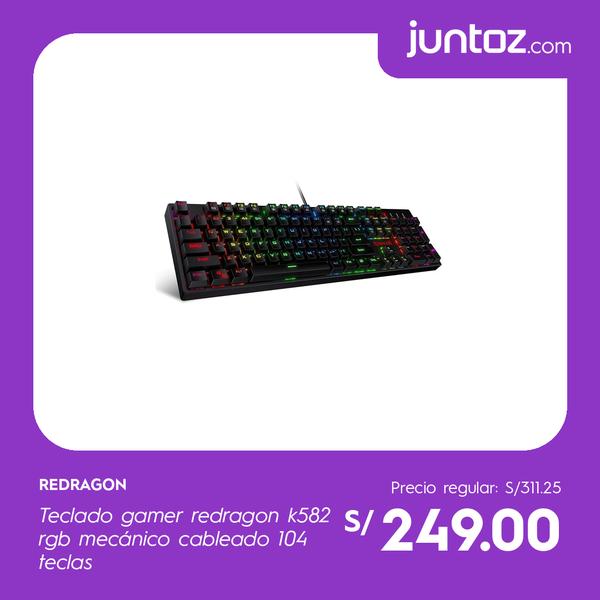 juntoz.com
REDRAGON
Teclado gamer redragon k582
rgb mecánico cableado 104
teclas
Precio regular: S/311.25
S/249.00